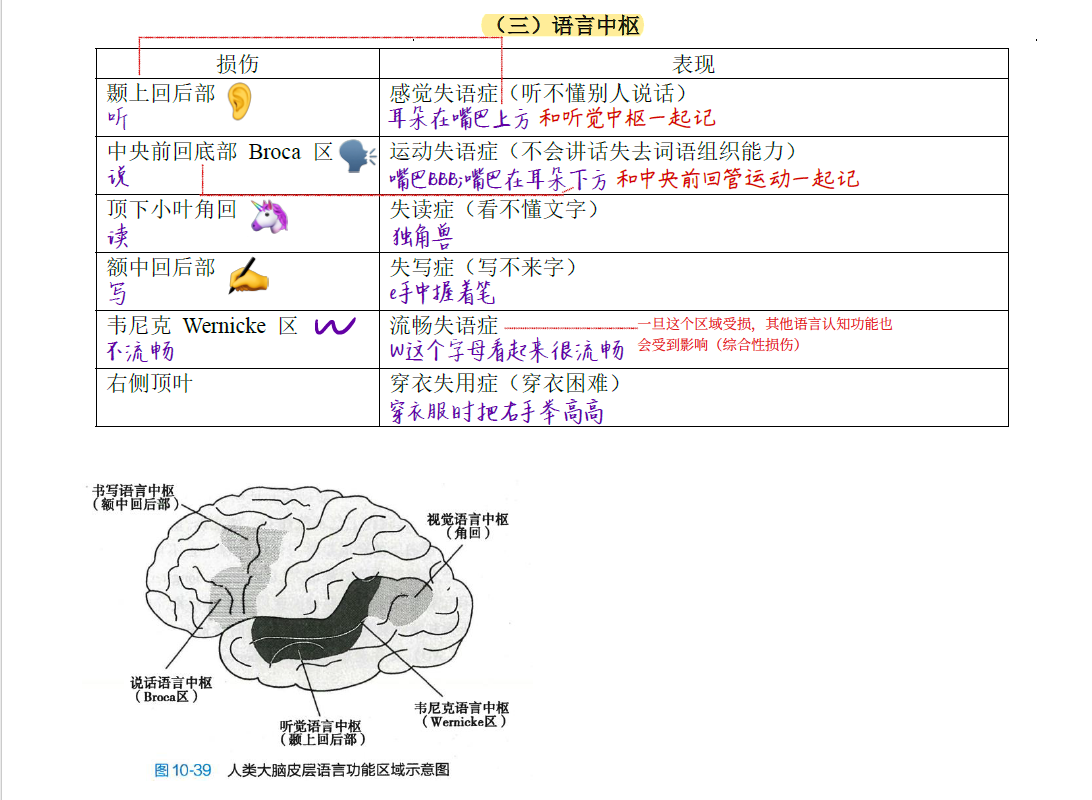 （三）语言中枢
损伤 表现
颞上回后部 感觉失语症（听不懂别人说话）
听 耳朵在嘴巴上方 和听觉中枢一起记
中央前回底部 Broca 区 运动失语症（不会讲话失去词语组织能力）
说 嘴巴BBB;嘴巴在耳朵下方 和中央前回管运动一起记
顶下小叶角回 失读症（看不懂文字）
读 独角兽
额中回后部 失写症（写不来字）
写 e手中握着笔
韦尼克 Wernicke 区 流畅失语症 一旦这个区域受损，其他语言认知功能也
不流畅 W这个字母看起来很流畅 会受到影响（综合性损伤）
右侧顶叶 穿衣失用症（穿衣困难）
穿衣服时把右手举高高
书写语言中枢
（额中回后部）
视觉语言中枢
（角回）
说话语言中枢
（Broca区）
韦尼克语言中枢
（Wernicke区）
听觉语言中枢
（颞上回后部）
图 10-39 人类大脑皮层语言功能区域示意图